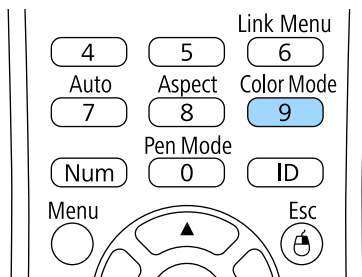 Link Menu
4 5 6
Auto Aspect Color Mode
7 8 9
Pen Mode
Num 0 ID
Menu Esc